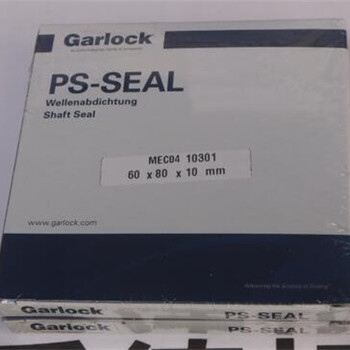 Garlock
PS-SEAL
Wellenabdichtung
Shaft Seal
MEC04 10301
60 x 80 x 10 mm
www.garlock.com
Garlock PS-SEAL
Garlock PS-SEAL